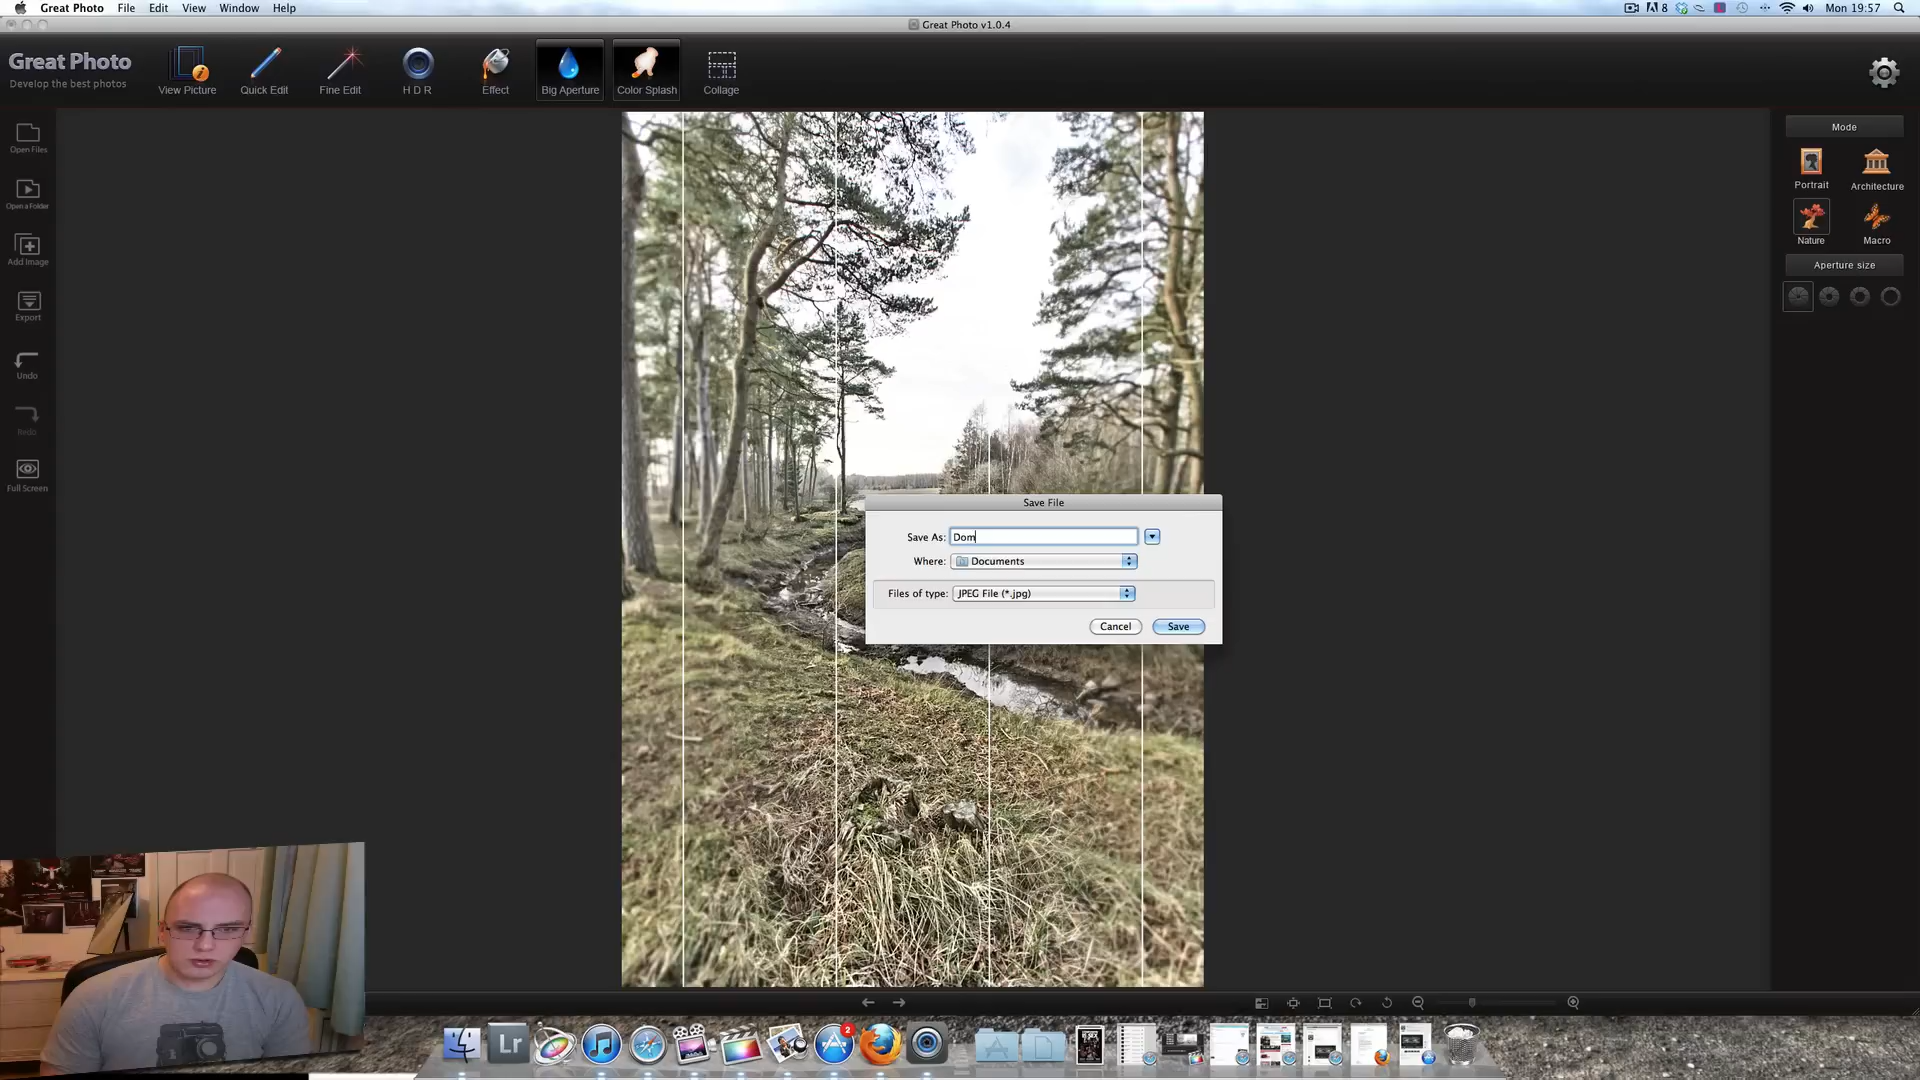 Great Photo File Edit View Window Help
8 Mon 19:57
Great Photo v1.0.4
Great Photo
Develop the best photos
View Picture Quick Edit Fine Edit H D R Effect Big Aperture Color Splash Collage
Open Files
Open a Folder
Add Image
Export
Undo
Redo
Full Screen
Mode
Portrait Architecture
Nature Macro
Aperture size
Save File
Save As: Dom
Where: Documents
Files of type: JPEG File (*.jpg)
Cancel Save
Lr 2